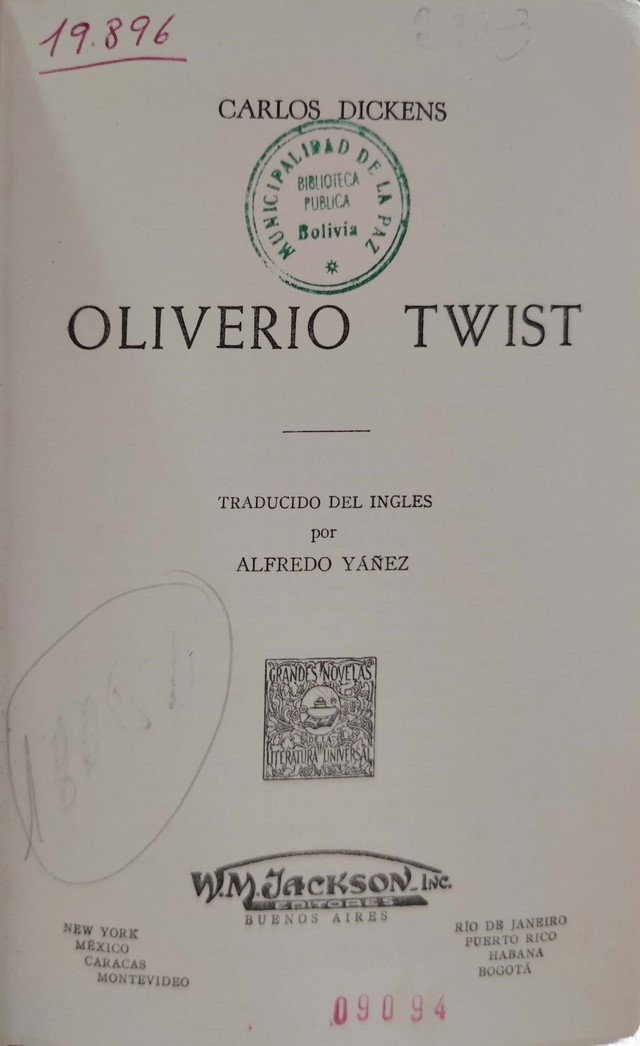 19.896
CARLOS DICKENS
MUNICIPALIDAD DE LA PAZ
BIBLIOTECA
PUBLICA
Bolivia
OLIVERIO TWIST
TRADUCIDO DEL INGLES
por
ALFREDO YÁÑEZ
GRANDES NOVELAS
DE LA
LITERATURA UNIVERSAL
W.M. JACKSON INC.
EDITORES
BUENOS AIRES
NEW YORK
MÉXICO
CARACAS
MONTEVIDEO
RÍO DE JANEIRO
PUERTO RICO
HABANA
BOGOTÁ
09094